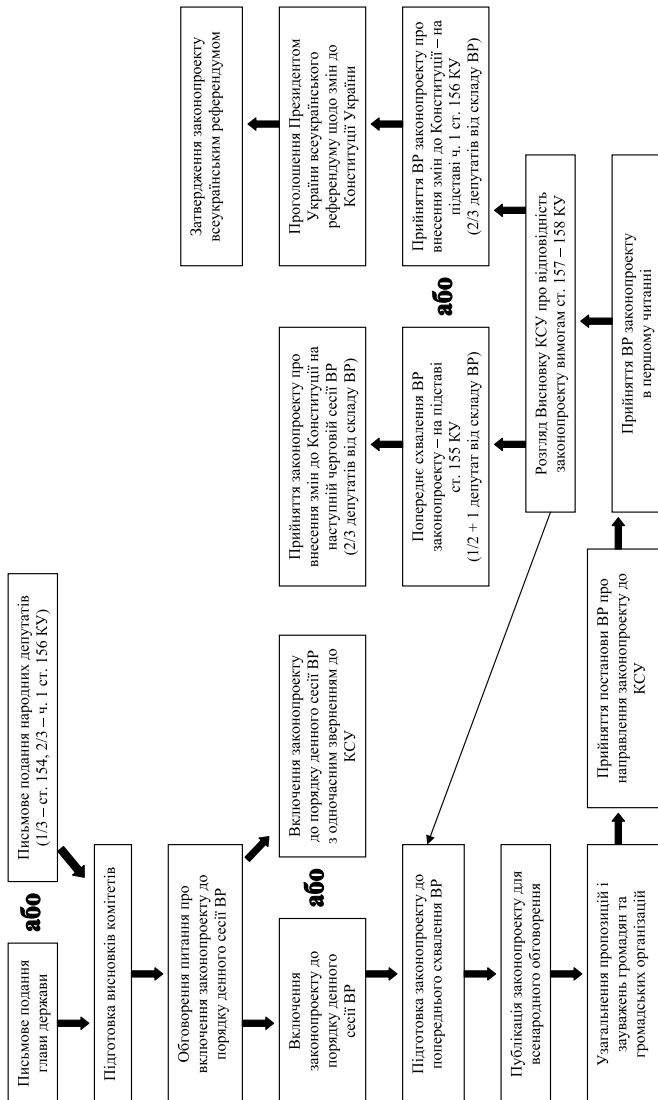 Письмове подання
глави держави
або
Письмове подання народних депутатів
(1/3 – ст. 154, 2/3 – ч. 1 ст. 156 КУ)
Підготовка висновків комітетів
Обговорення питання про
включення законопроекту до
порядку денного сесії ВР
Включення
законопроекту до
порядку денного
сесії ВР
або
Включення законопроекту
до порядку денного сесії ВР
з одночасним зверненням до
КСУ
Підготовка законопроекту до
попереднього схвалення ВР
Публікація законопроекту для
всенародного обговорення
Узагальнення пропозицій і
зауважень громадян та
громадських організацій
Прийняття постанови ВР про
направлення законопроекту до
КСУ
Прийняття ВР законопроекту
в першому читанні
Розгляд Висновку КСУ про відповідність
законопроекту вимогам ст. 157 – 158 КУ
Попереднє схвалення ВР
законопроекту – на підставі
ст. 155 КУ
(1/2 + 1 депутат від складу ВР)
або
Прийняття ВР законопроекту про
внесення змін до Конституції – на
підставі ч. 1 ст. 156 КУ
(2/3 депутатів від складу ВР)
Прийняття законопроекту про
внесення змін до Конституції на
наступній черговій сесії ВР
(2/3 депутатів від складу ВР)
Проголошення Президентом
України всеукраїнського
референдуму щодо змін до
Конституції України
Затвердження законопроекту
всеукраїнським референдумом